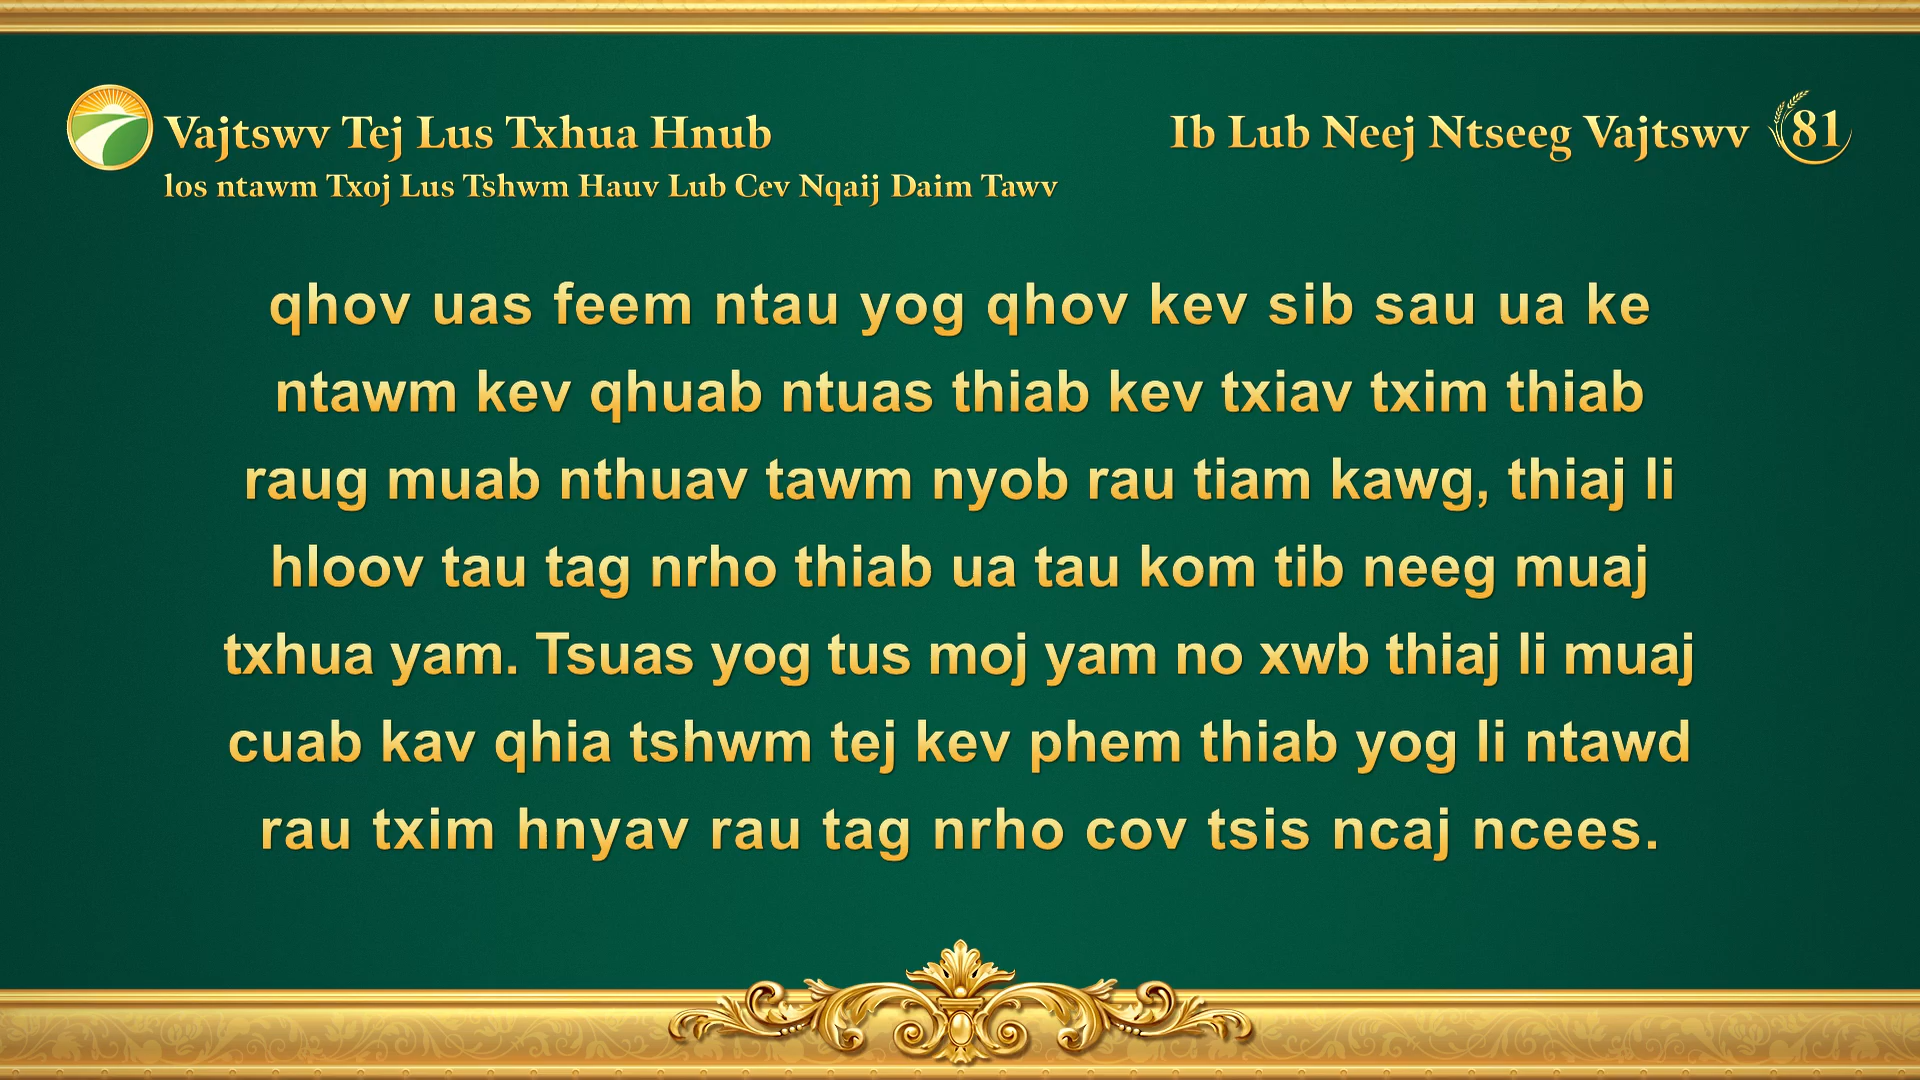 Vajtswv Tej Lus Txhua Hnub
los ntawm Txoj Lus Tshwm Hauv Lub Cev Nqaij Daim Tawv
Ib Lub Neej Ntseeg Vajtswv 81
qhov uas feem ntau yog qhov kev sib sau ua ke
ntawm kev qhuab ntuas thiab kev txiav txim thiab
raug muab nthuav tawm nyob rau tiam kawg, thiaj li
hloov tau tag nrho thiab ua tau kom tib neeg muaj
txhua yam. Tsuas yog tus moj yam no xwb thiaj li muaj
cuab kav qhia tshwm tej kev phem thiab yog li ntawd
rau txim hnyav rau tag nrho cov tsis ncaj ncees.